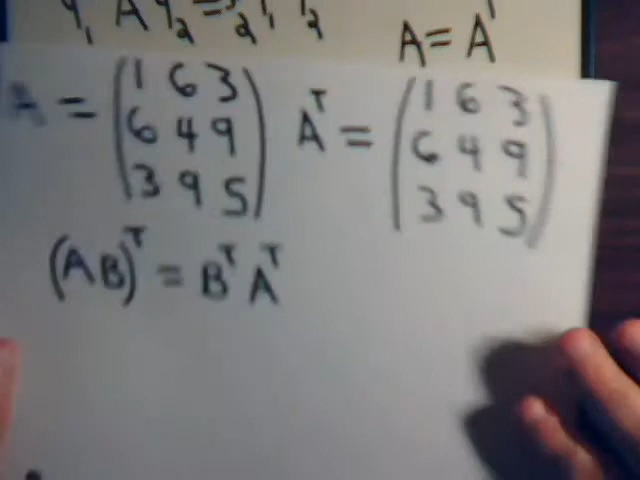 A = A^T
A = (1 6 3 A^T = (1 6 3
6 4 9 6 4 9
3 9 5) 3 9 5)
(AB)^T = B^T A^T